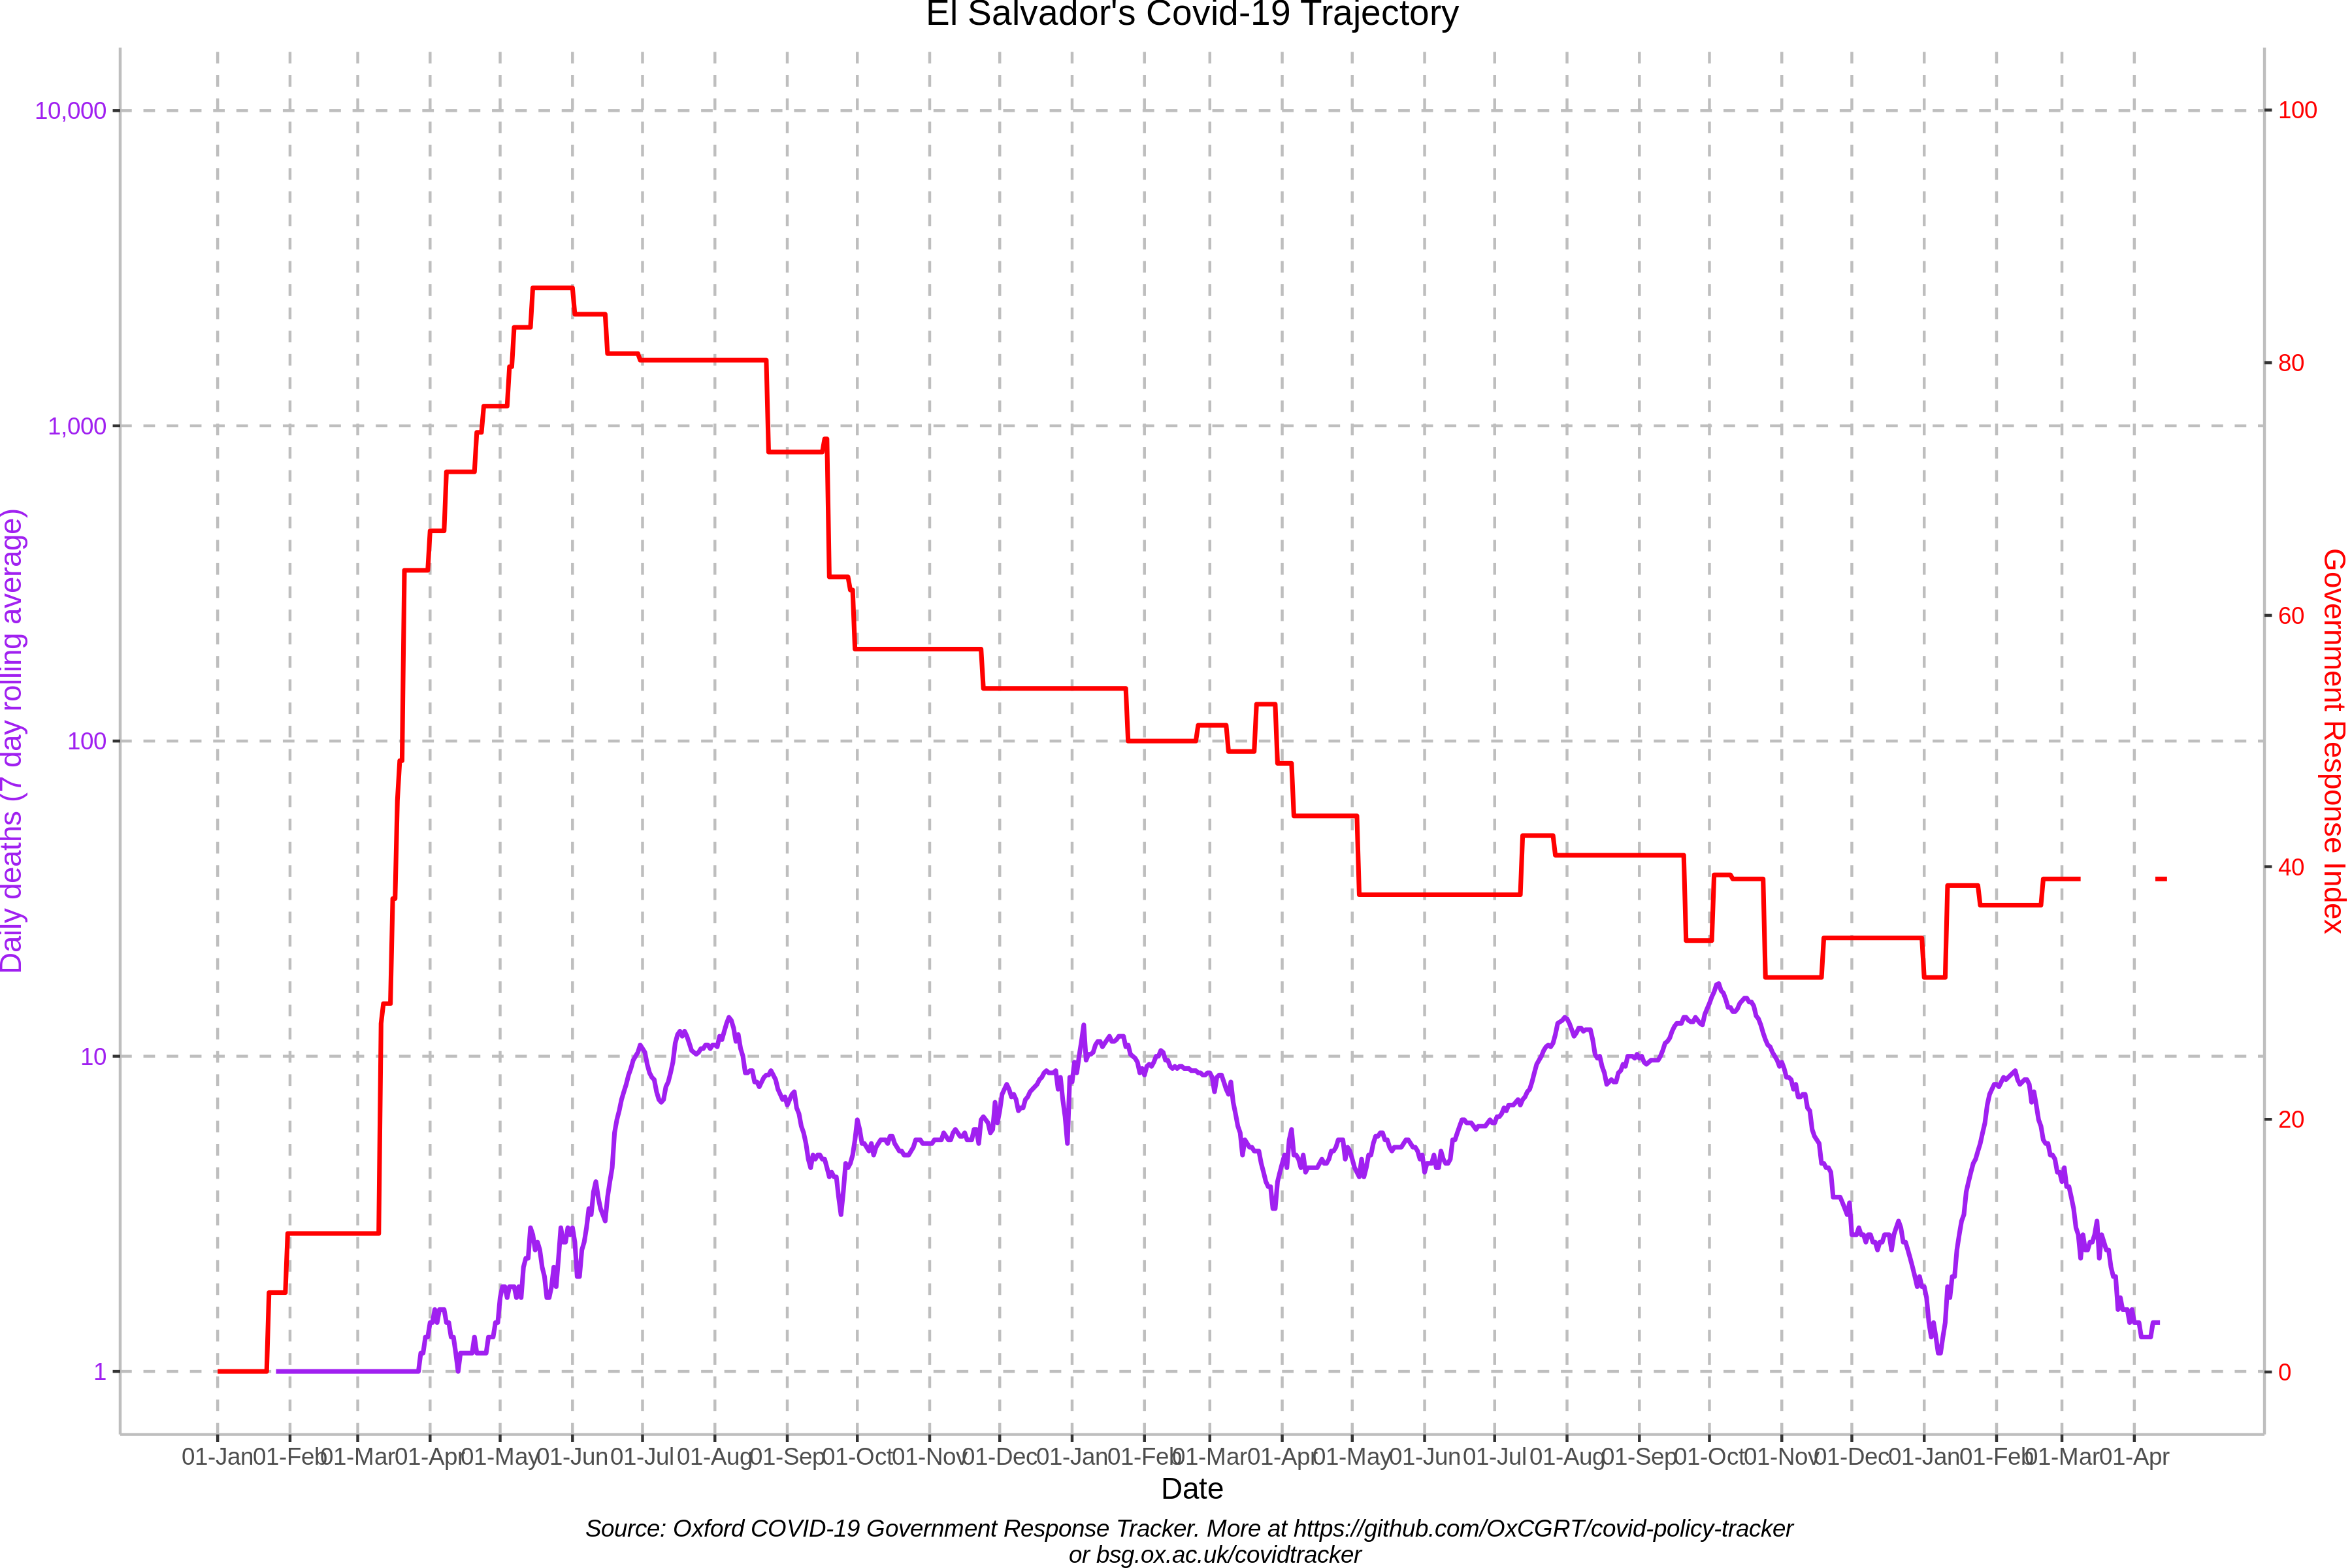 El Salvador's Covid-19 Trajectory
10,000
1,000
100
10
1
Daily deaths (7 day rolling average)
100
80
60
40
20
0
Government Response Index
01-Jan 01-Feb 01-Mar 01-Apr 01-May 01-Jun 01-Jul 01-Aug 01-Sep 01-Oct 01-Nov 01-Dec 01-Jan 01-Feb 01-Mar 01-Apr 01-May 01-Jun 01-Jul 01-Aug 01-Sep 01-Oct 01-Nov 01-Dec 01-Jan 01-Feb 01-Mar 01-Apr
Date
Source: Oxford COVID-19 Government Response Tracker. More at https://github.com/OxCGRT/covid-policy-tracker
or bsg.ox.ac.uk/covidtracker